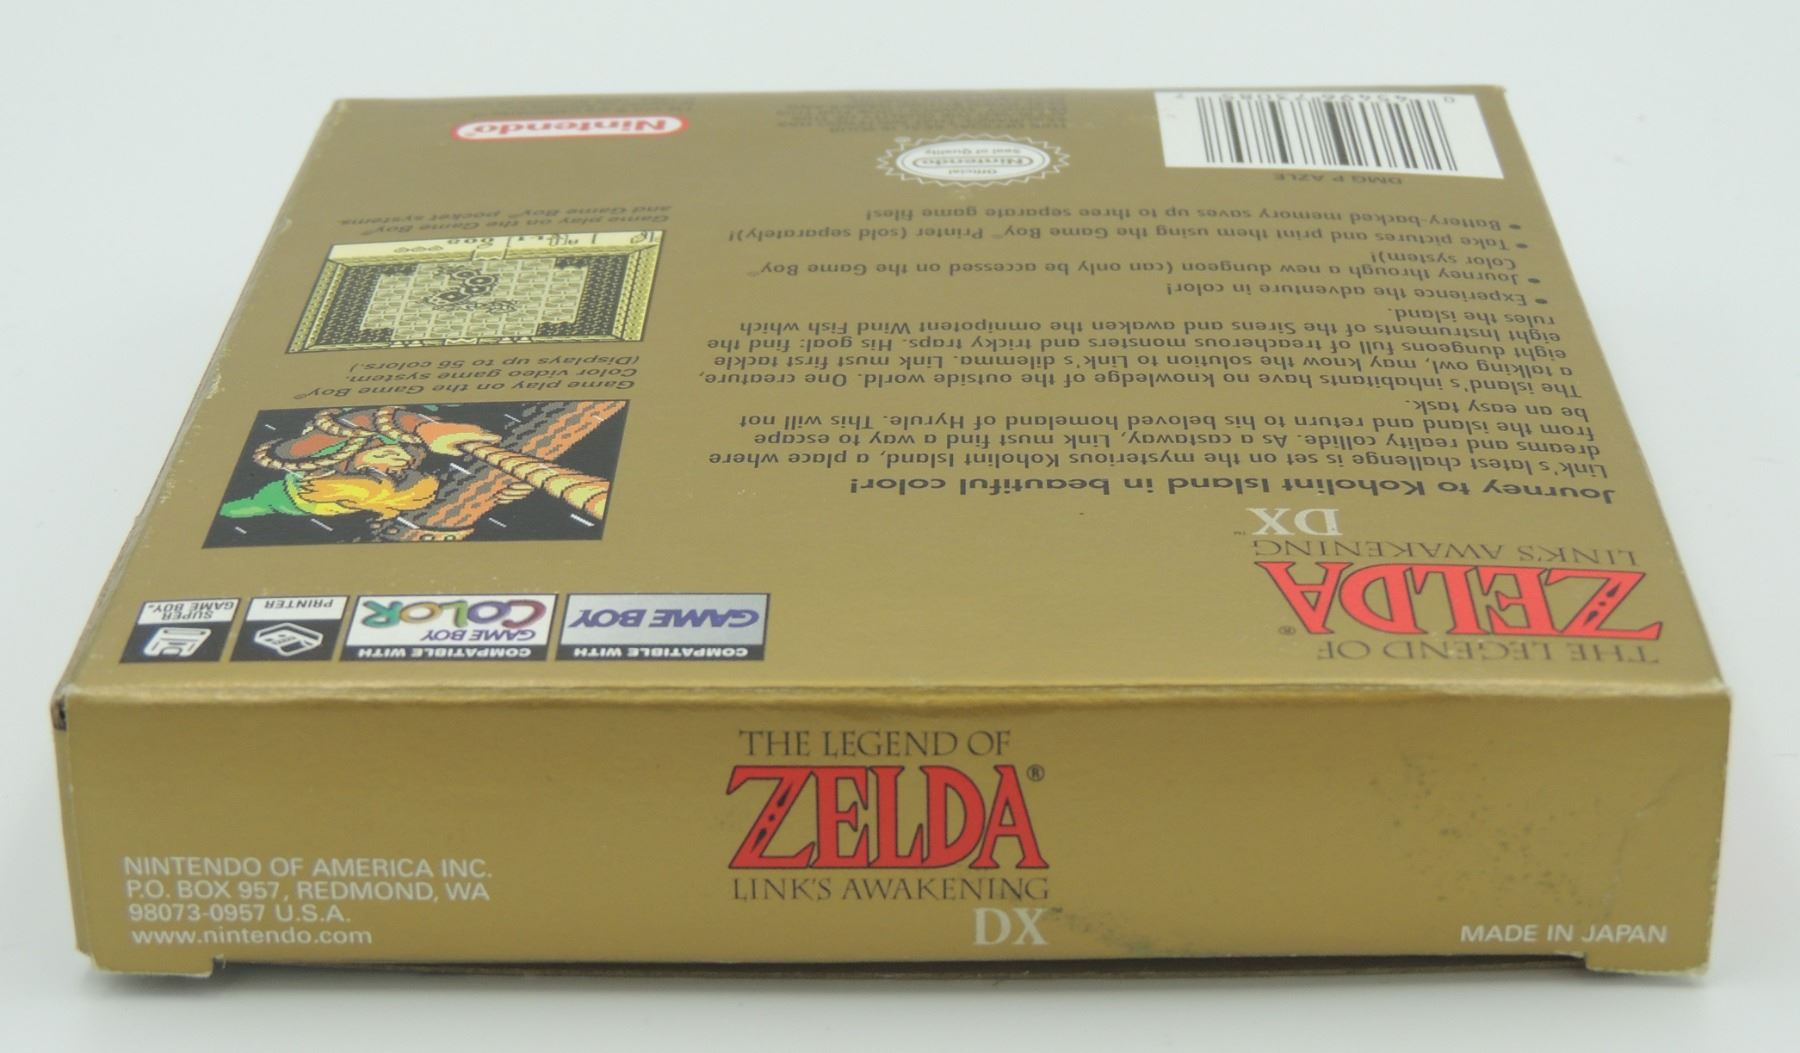 THE LEGEND OF
ZELDA®
LINK'S AWAKENING
DX
NINTENDO OF AMERICA INC.
P.O. BOX 957, REDMOND, WA
98073-0957 U.S.A.
www.nintendo.com
MADE IN JAPAN
THE LEGEND OF
ZELDA®
LINK'S AWAKENING
DX™
COMPATIBLE WITH
GAME BOY
COMPATIBLE WITH
GAME BOY
COLOR
PRINTER
SUPER
GAME BOY®
Journey to Koholint Island in beautiful color!
Link's latest challenge is set on the mysterious Koholint Island, a place where
dreams and reality collide. As a castaway, Link must find a way to escape
from the island and return to his beloved homeland of Hyrule. This will not
be an easy task.
The island's inhabitants have no knowledge of the outside world. One creature,
a talking owl, may know the solution to Link's dilemma. Link must first tackle
eight dungeons full of treacherous monsters and tricky traps. His goal: find the
eight Instruments of the Sirens and awaken the omnipotent Wind Fish which
rules the island.
• Experience the adventure in color!
• Journey through a new dungeon (can only be accessed on the Game Boy®
Color system)!
• Take pictures and print them using the Game Boy® Printer (sold separately)!
• Battery-backed memory saves up to three separate game files!
Game play on the Game Boy®
Color video game system.
(Displays up to 56 colors.)
Game play on the Game Boy®
and Game Boy® pocket systems.
DMG P AZLE
0 45496 73085 7
Official
Nintendo
Seal of Quality
Nintendo®